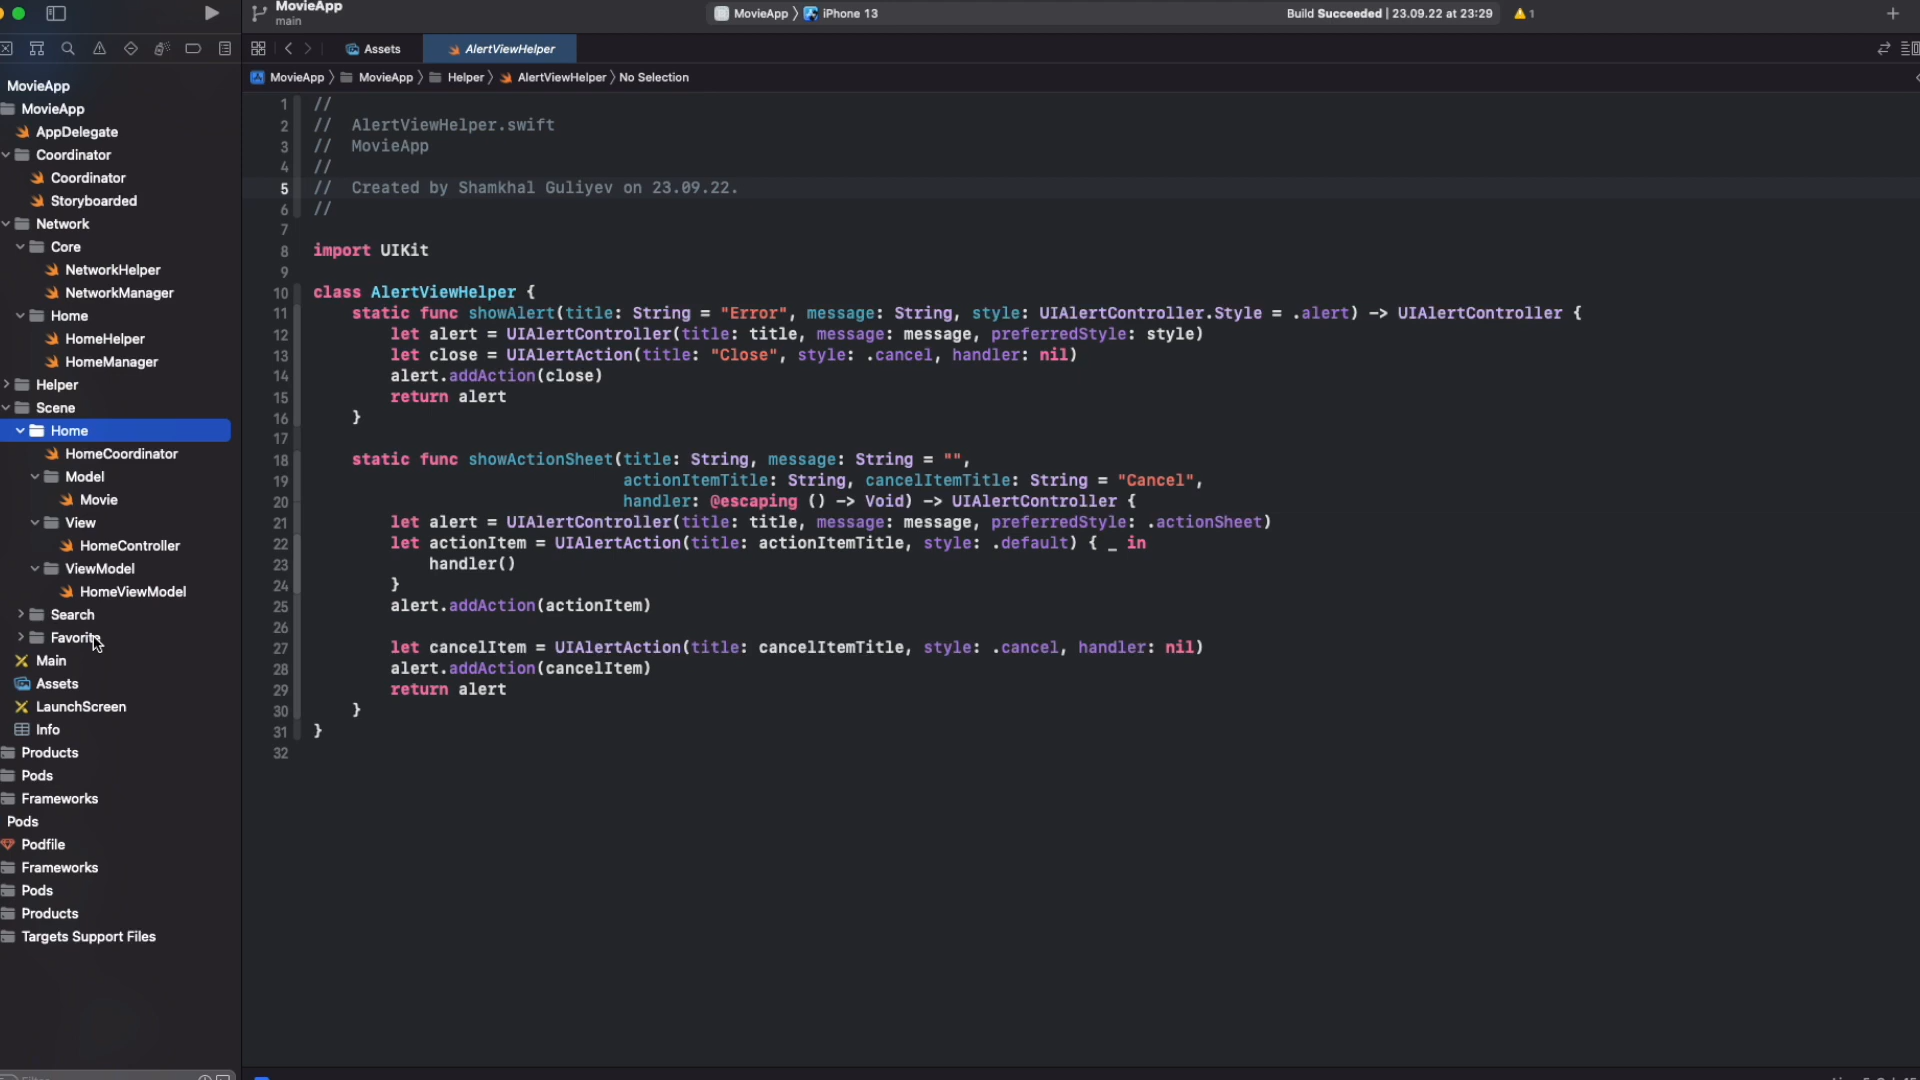 MovieApp
main
MovieApp 〉 iPhone 13
Build Succeeded | 23.09.22 at 23:29
1
Assets
AlertViewHelper
MovieApp 〉 MovieApp 〉 Helper 〉 AlertViewHelper 〉 No Selection
MovieApp
MovieApp
AppDelegate
Coordinator
Coordinator
Storyboarded
Network
Core
NetworkHelper
NetworkManager
Home
HomeHelper
HomeManager
Helper
Scene
Home
HomeCoordinator
Model
Movie
View
HomeController
ViewModel
HomeViewModel
Search
Favorite
Main
Assets
LaunchScreen
Info
Products
Pods
Frameworks
Pods
Podfile
Frameworks
Pods
Products
Targets Support Files
1 //
2 // AlertViewHelper.swift
3 // MovieApp
4 //
5 // Created by Shamkhal Guliyev on 23.09.22.
6 //
7
8 import UIKit
9
10 class AlertViewHelper {
11 static func showAlert(title: String = "Error", message: String, style: UIAlertController.Style = .alert) -> UIAlertController {
12 let alert = UIAlertController(title: title, message: message, preferredStyle: style)
13 let close = UIAlertAction(title: "Close", style: .cancel, handler: nil)
14 alert.addAction(close)
15 return alert
16 }
17
18 static func showActionSheet(title: String, message: String = "",
19 actionItemTitle: String, cancelItemTitle: String = "Cancel",
20 handler: @escaping () -> Void) -> UIAlertController {
21 let alert = UIAlertController(title: title, message: message, preferredStyle: .actionSheet)
22 let actionItem = UIAlertAction(title: actionItemTitle, style: .default) { _ in
23 handler()
24 }
25 alert.addAction(actionItem)
26
27 let cancelItem = UIAlertAction(title: cancelItemTitle, style: .cancel, handler: nil)
28 alert.addAction(cancelItem)
29 return alert
30 }
31 }
32